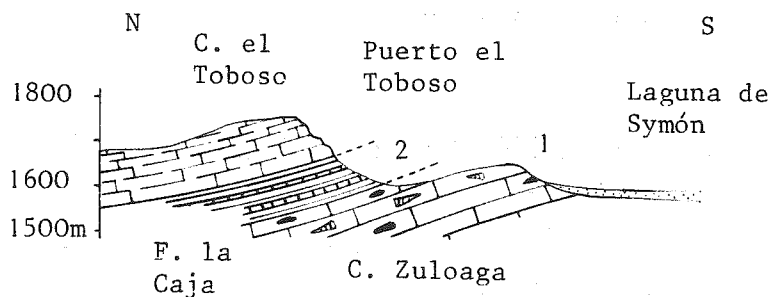 N
S
C. el
Toboso
Puerto el
Toboso
Laguna de
Symón
1800
1600
1500m
2
1
F. la
Caja
C. Zuloaga